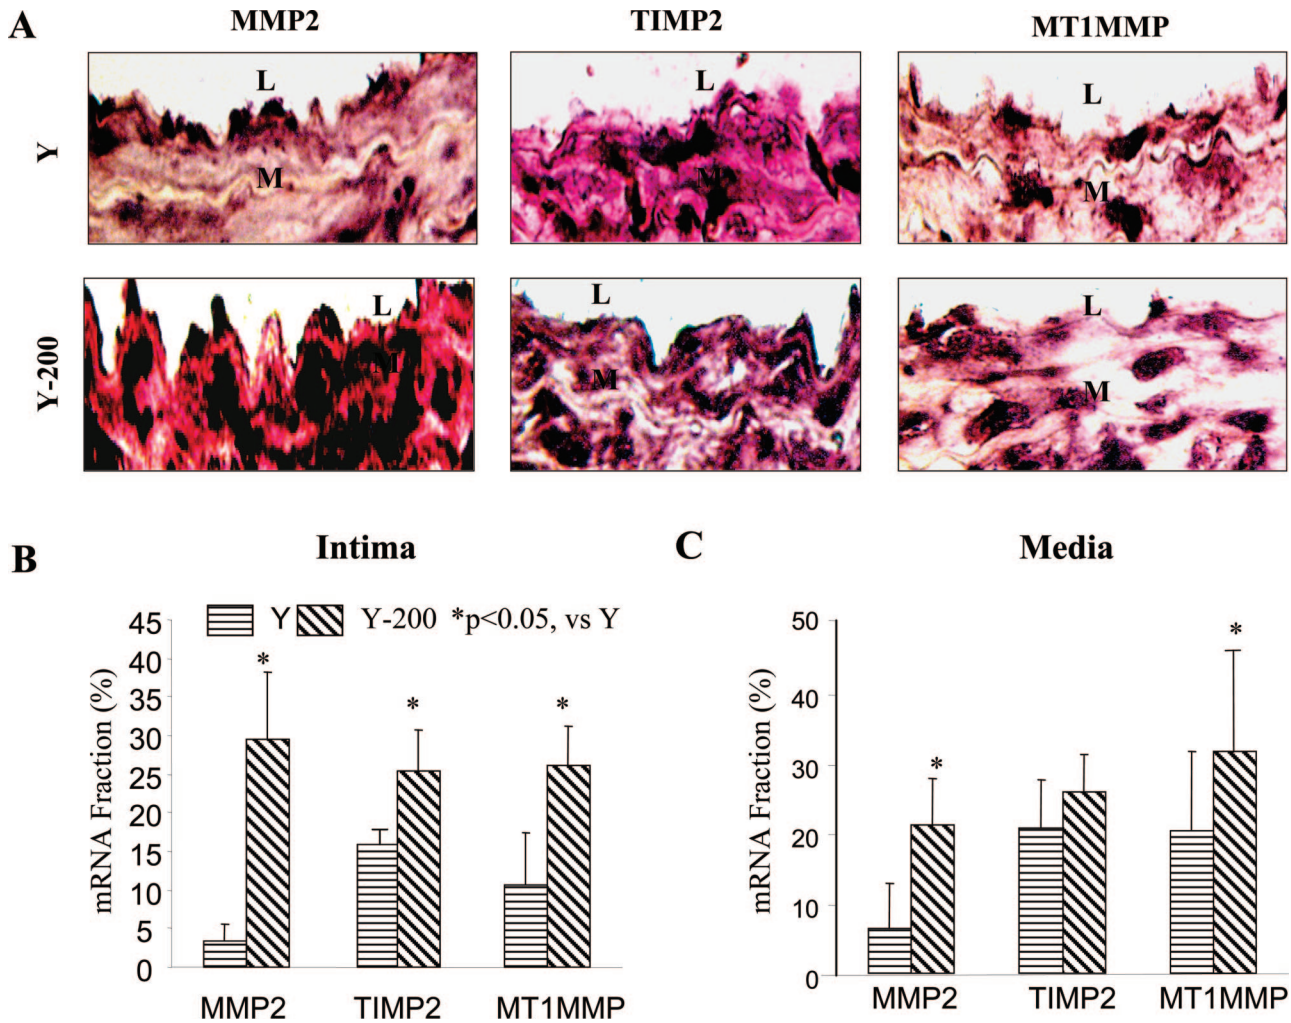 A
MMP2 TIMP2 MT1MMP
Y
L L L
M M M
Y-200
L L L
M M M
B Intima
Y Y-200 *p<0.05, vs Y
mRNA Fraction (%)
45
40
35
30
25
20
15
10
5
0
* * *
MMP2 TIMP2 MT1MMP
C Media
mRNA Fraction (%)
50
40
30
20
10
0
* *
MMP2 TIMP2 MT1MMP